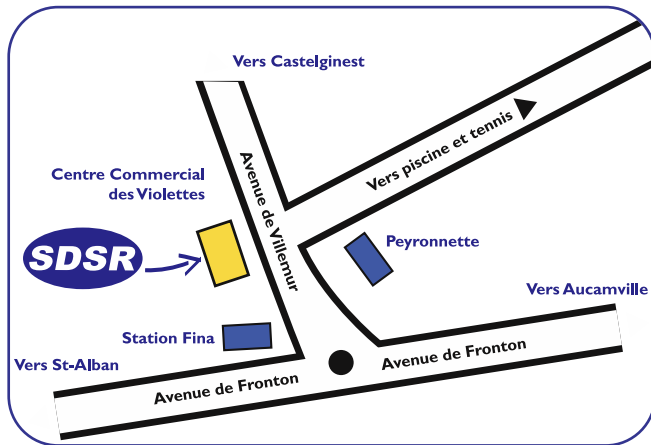 Vers Castelginest
Centre Commercial
des Violettes
Avenue de Villemur
Vers piscine et tennis
SDSR
Peyronnette
Vers Aucamville
Station Fina
Vers St-Alban
Avenue de Fronton
Avenue de Fronton